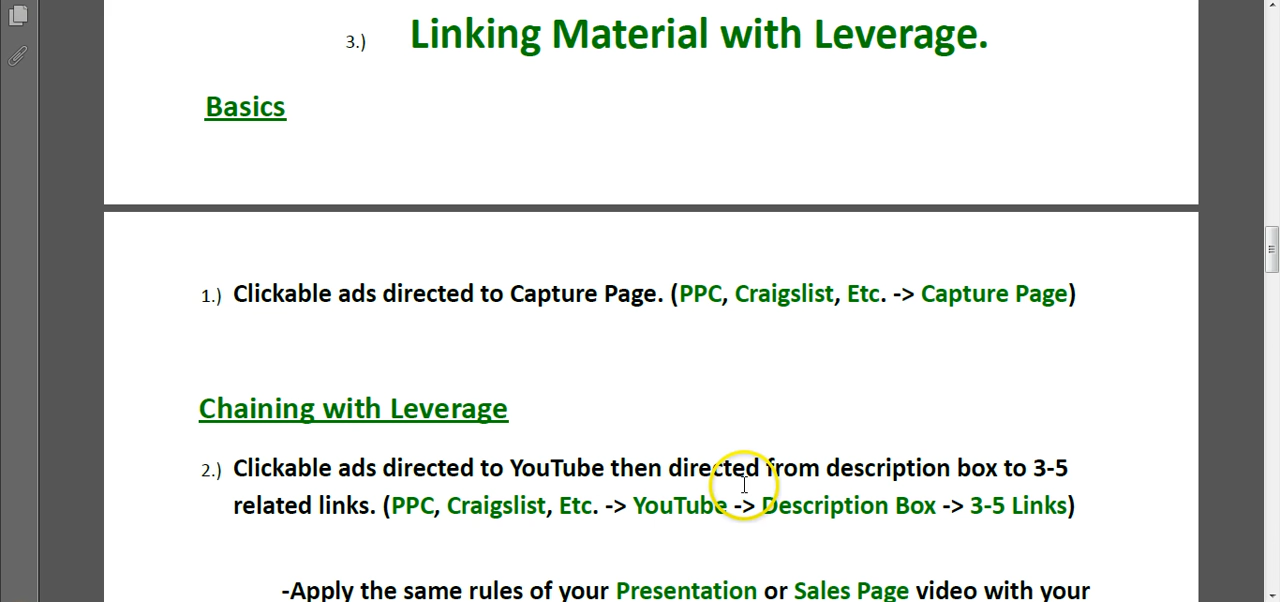 3.) Linking Material with Leverage.
Basics
1.) Clickable ads directed to Capture Page. (PPC, Craigslist, Etc. -> Capture Page)
Chaining with Leverage
2.) Clickable ads directed to YouTube then directed from description box to 3-5
related links. (PPC, Craigslist, Etc. -> YouTube -> Description Box -> 3-5 Links)
-Apply the same rules of your Presentation or Sales Page video with your